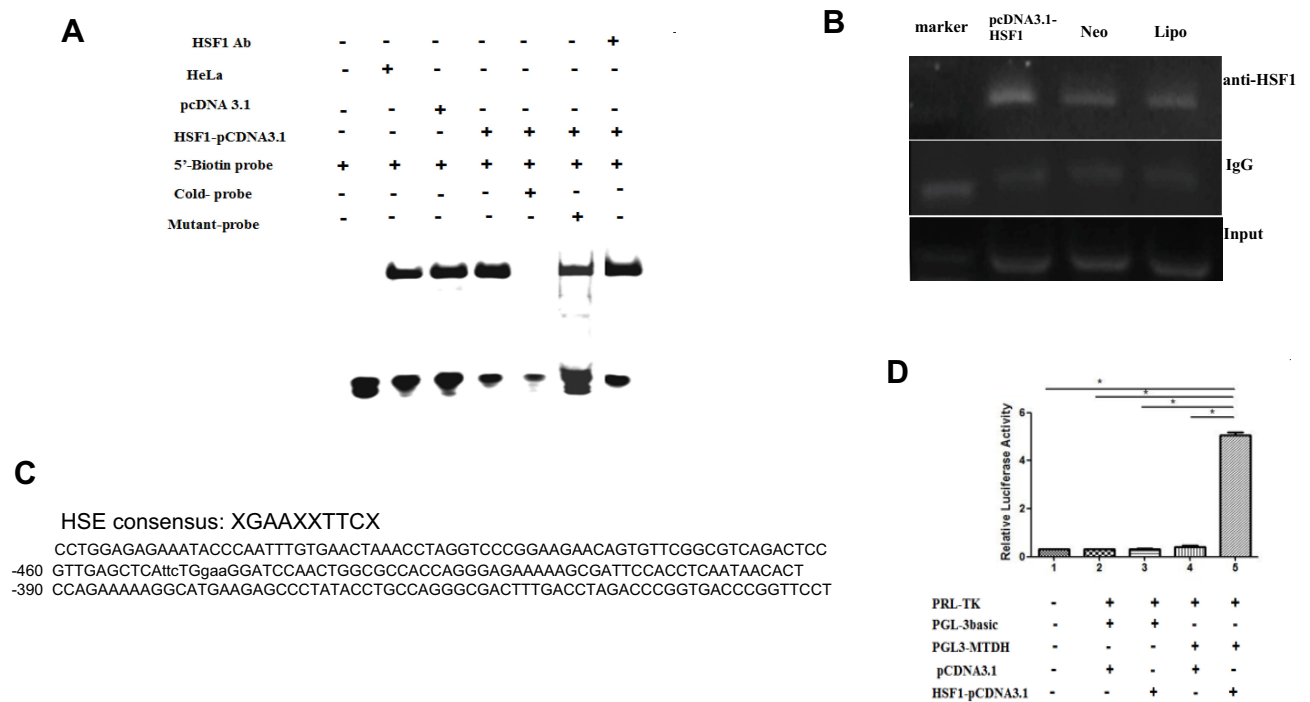 A
HSF1 Ab - - - - - - +
HeLa - + - - - - -
pcDNA 3.1 - - + - - - -
HSF1-pCDNA3.1 - - - + + + +
5'-Biotin probe + + + + + + +
Cold- probe - - - - + - -
Mutant-probe - - - - - + -
B
marker pcDNA3.1-HSF1 Neo Lipo
anti-HSF1
IgG
Input
C
HSE consensus: XGAAXXTTCX
CCTGGAGAGAAATACCCAATTTGTGAACTAAACCTAGGTCCCGGAAGAACAGTGTTCGGCGTCAGACTCC
-460 GTTGAGCTCAttcTGgaaGGATCCAACTGGCGCCACCAGGGAGAAAAAGCGATTCCACCTCAATAACACT
-390 CCAGAAAAAGGCATGAAGAGCCCTATACCTGCCAGGGCGACTTTGACCTAGACCCGGTGACCCGGTTCCT
D
*
*
*
*
Relative Luciferase Activity
6
4
2
0
1 2 3 4 5
PRL-TK - + + + +
PGL-3basic - + + - -
PGL3-MTDH - - - + +
pCDNA3.1 - + - + -
HSF1-pCDNA3.1 - - + - +